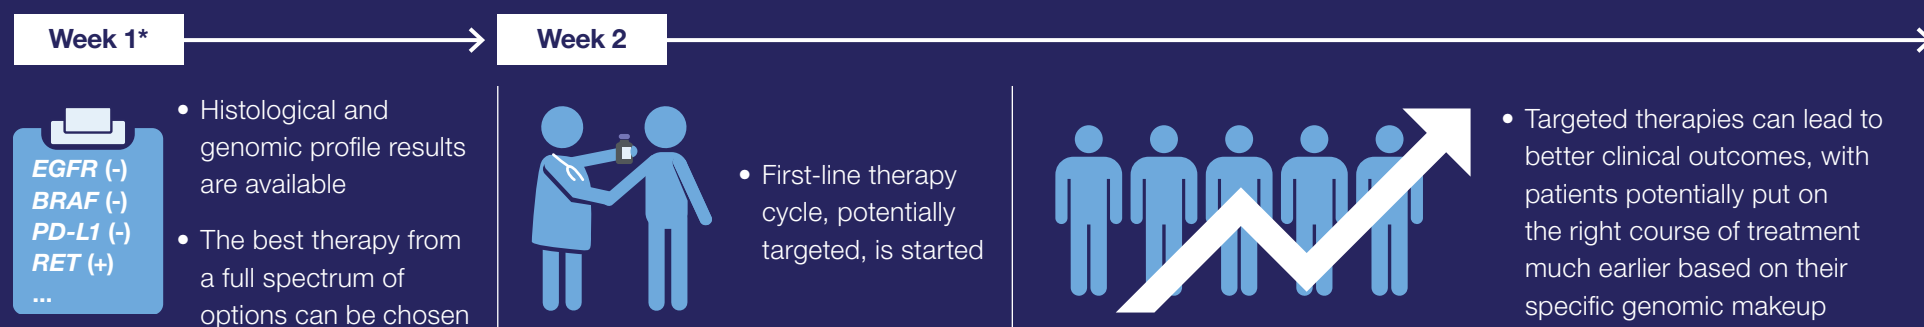 Week 1*
Week 2
EGFR (-)
BRAF (-)
PD-L1 (-)
RET (+)
...
• Histological and
genomic profile results
are available
• The best therapy from
a full spectrum of
options can be chosen
• First-line therapy
cycle, potentially
targeted, is started
• Targeted therapies can lead to
better clinical outcomes, with
patients potentially put on
the right course of treatment
much earlier based on their
specific genomic makeup